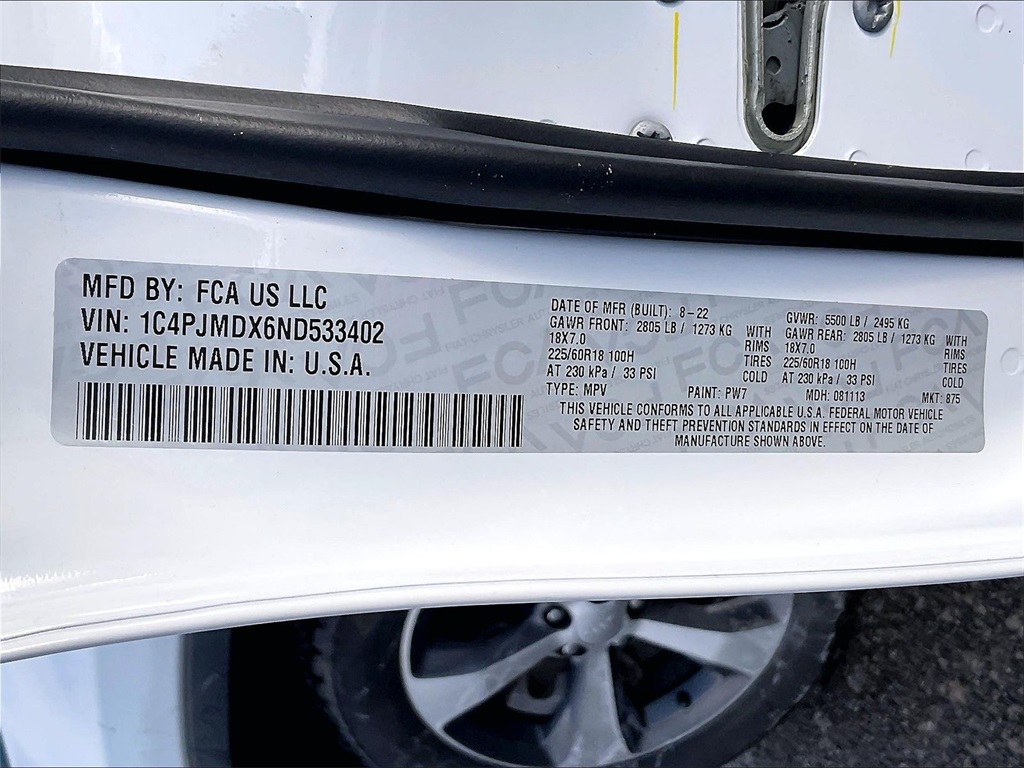 MFD BY: FCA US LLC
VIN: 1C4PJMDX6ND533402
VEHICLE MADE IN: U.S.A.
DATE OF MFR (BUILT): 8-22 GVWR: 5500 LB / 2495 KG
GAWR FRONT: 2805 LB / 1273 KG WITH GAWR REAR: 2805 LB / 1273 KG WITH
18X7.0 RIMS 18X7.0 RIMS
225/60R18 100H TIRES 225/60R18 100H TIRES
AT 230 kPa / 33 PSI COLD AT 230 kPa / 33 PSI COLD
TYPE: MPV PAINT: PW7 MDH: 081113 MKT: 875
THIS VEHICLE CONFORMS TO ALL APPLICABLE U.S.A. FEDERAL MOTOR VEHICLE
SAFETY AND THEFT PREVENTION STANDARDS IN EFFECT ON THE DATE OF
MANUFACTURE SHOWN ABOVE.